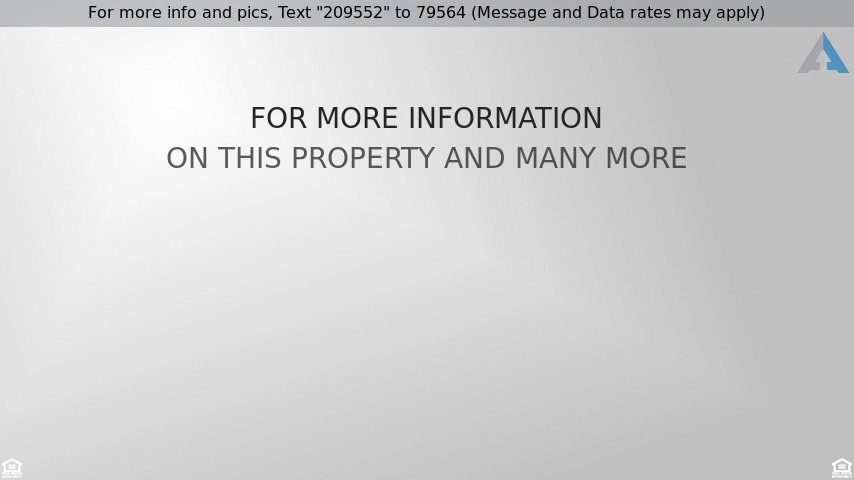 For more info and pics, Text "209552" to 79564 (Message and Data rates may apply)
FOR MORE INFORMATION
ON THIS PROPERTY AND MANY MORE